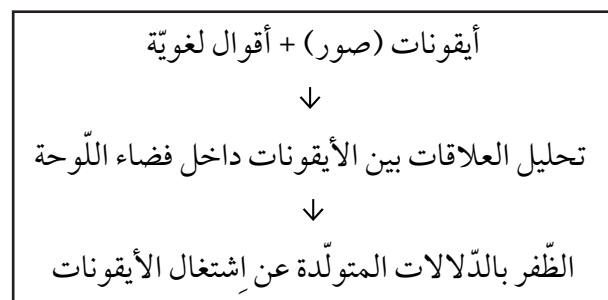 أيقونات (صور) + أقوال لغويّة
↓
تحليل العلاقات بين الأيقونات داخل فضاء اللّوحة
↓
الظّفر بالدّلالات المتولّدة عن اِشتغال الأيقونات